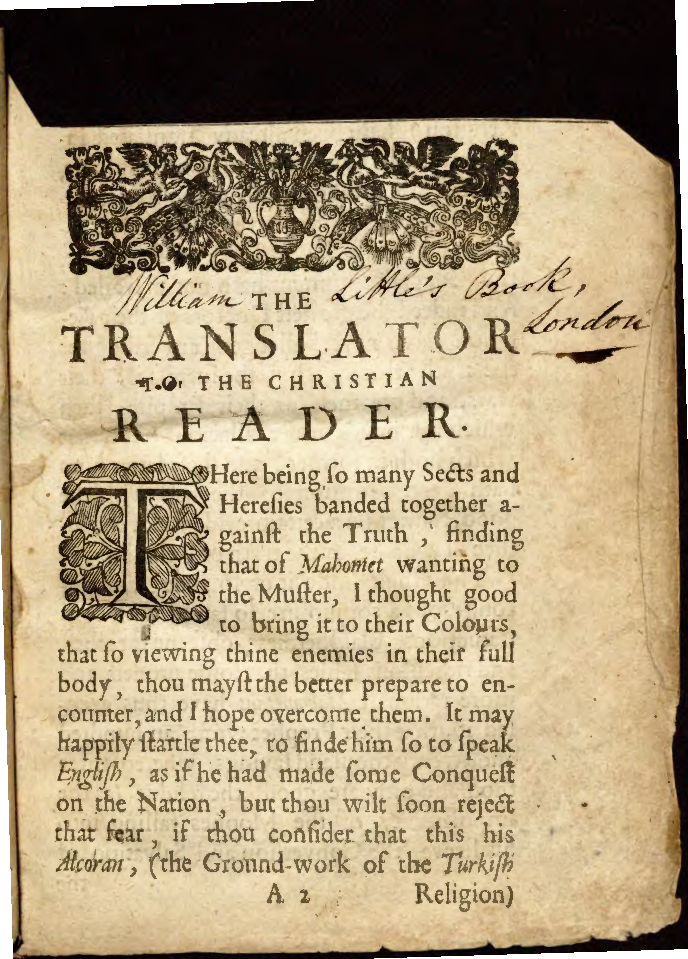 William THE Little's Book,
London
TRANSLATOR
TO THE CHRISTIAN
READER.
THere being ſo many Sects and
Hereſies banded together a-
gainſt the Truth, finding
that of Mahomet wanting to
the Muſter, I thought good
to bring it to their Colours,
that ſo viewing thine enemies in their full
body, thou mayſt the better prepare to en-
counter, and I hope overcome them. It may
happily ſtartle thee, to finde him ſo to ſpeak
Engliſh, as if he had made ſome Conqueſt
on the Nation, but thou wilt ſoon reject
that fear, if thou conſider that this his
Alcoran, (the Ground-work of the Turkiſh
A 2 Religion)